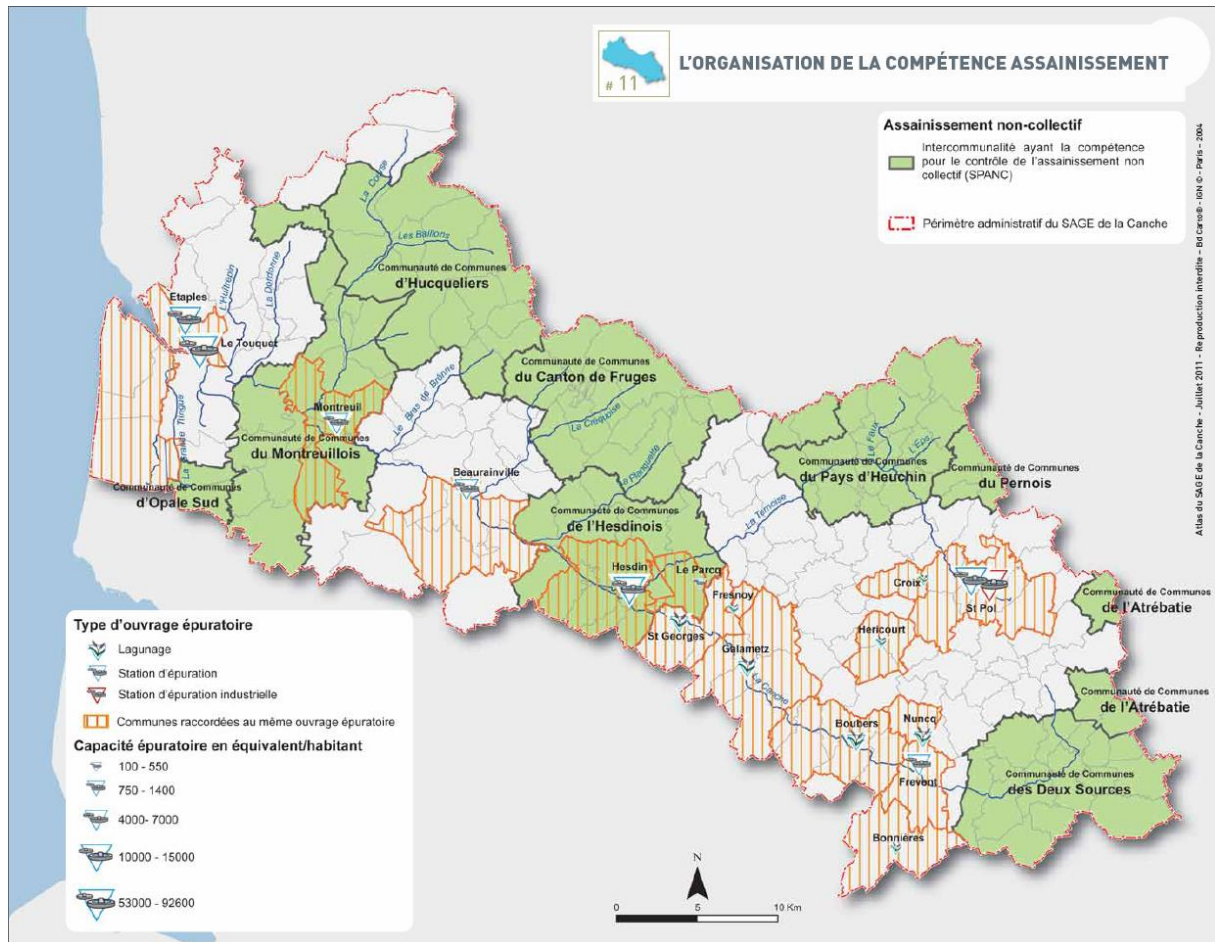 # 11
L'ORGANISATION DE LA COMPÉTENCE ASSAINISSEMENT
Assainissement non-collectif
Intercommunalité ayant la compétence
pour le contrôle de l'assainissement non
collectif (SPANC)
Périmètre administratif du SAGE de la Canche
Atlas du SAGE de la Canche - Juillet 2011 - Reproduction interdite - Bd Carso® - IGN © - Paris - 2004
La Course
Les Baillons
Communauté de Communes
d'Hucqueliers
L'Huîtrepin
La Dordonne
Etaples
Le Touquet
La Grande Tringue
Communauté de Communes
d'Opale Sud
Montreuil
Communauté de Communes
du Montreuillois
Le Bras de Brônne
Beaurainville
Communauté de Communes
du Canton de Fruges
La Créquoise
La Planquette
Communauté de Communes
de l'Hesdinois
Hesdin
Le Parcq
La Ternoise
Le Faux
L'Eps
Communauté de Communes
du Pays d'Heuchin
Communauté de Communes
du Pernois
Fresnoy
St Georges
Galametz
La Canche
Croix
Hericourt
St Pol
Communauté de Communes
de l'Atrébatie
Communauté de Communes
de l'Atrébatie
Boubers
Nuncq
Frevent
Bonnières
Communauté de Communes
des Deux Sources
Type d'ouvrage épuratoire
Lagunage
Station d'épuration
Station d'épuration industrielle
Communes raccordées au même ouvrage épuratoire
Capacité épuratoire en équivalent/habitant
100 - 550
750 - 1400
4000- 7000
10000 - 15000
53000 - 92600
N
0 5 10 Km